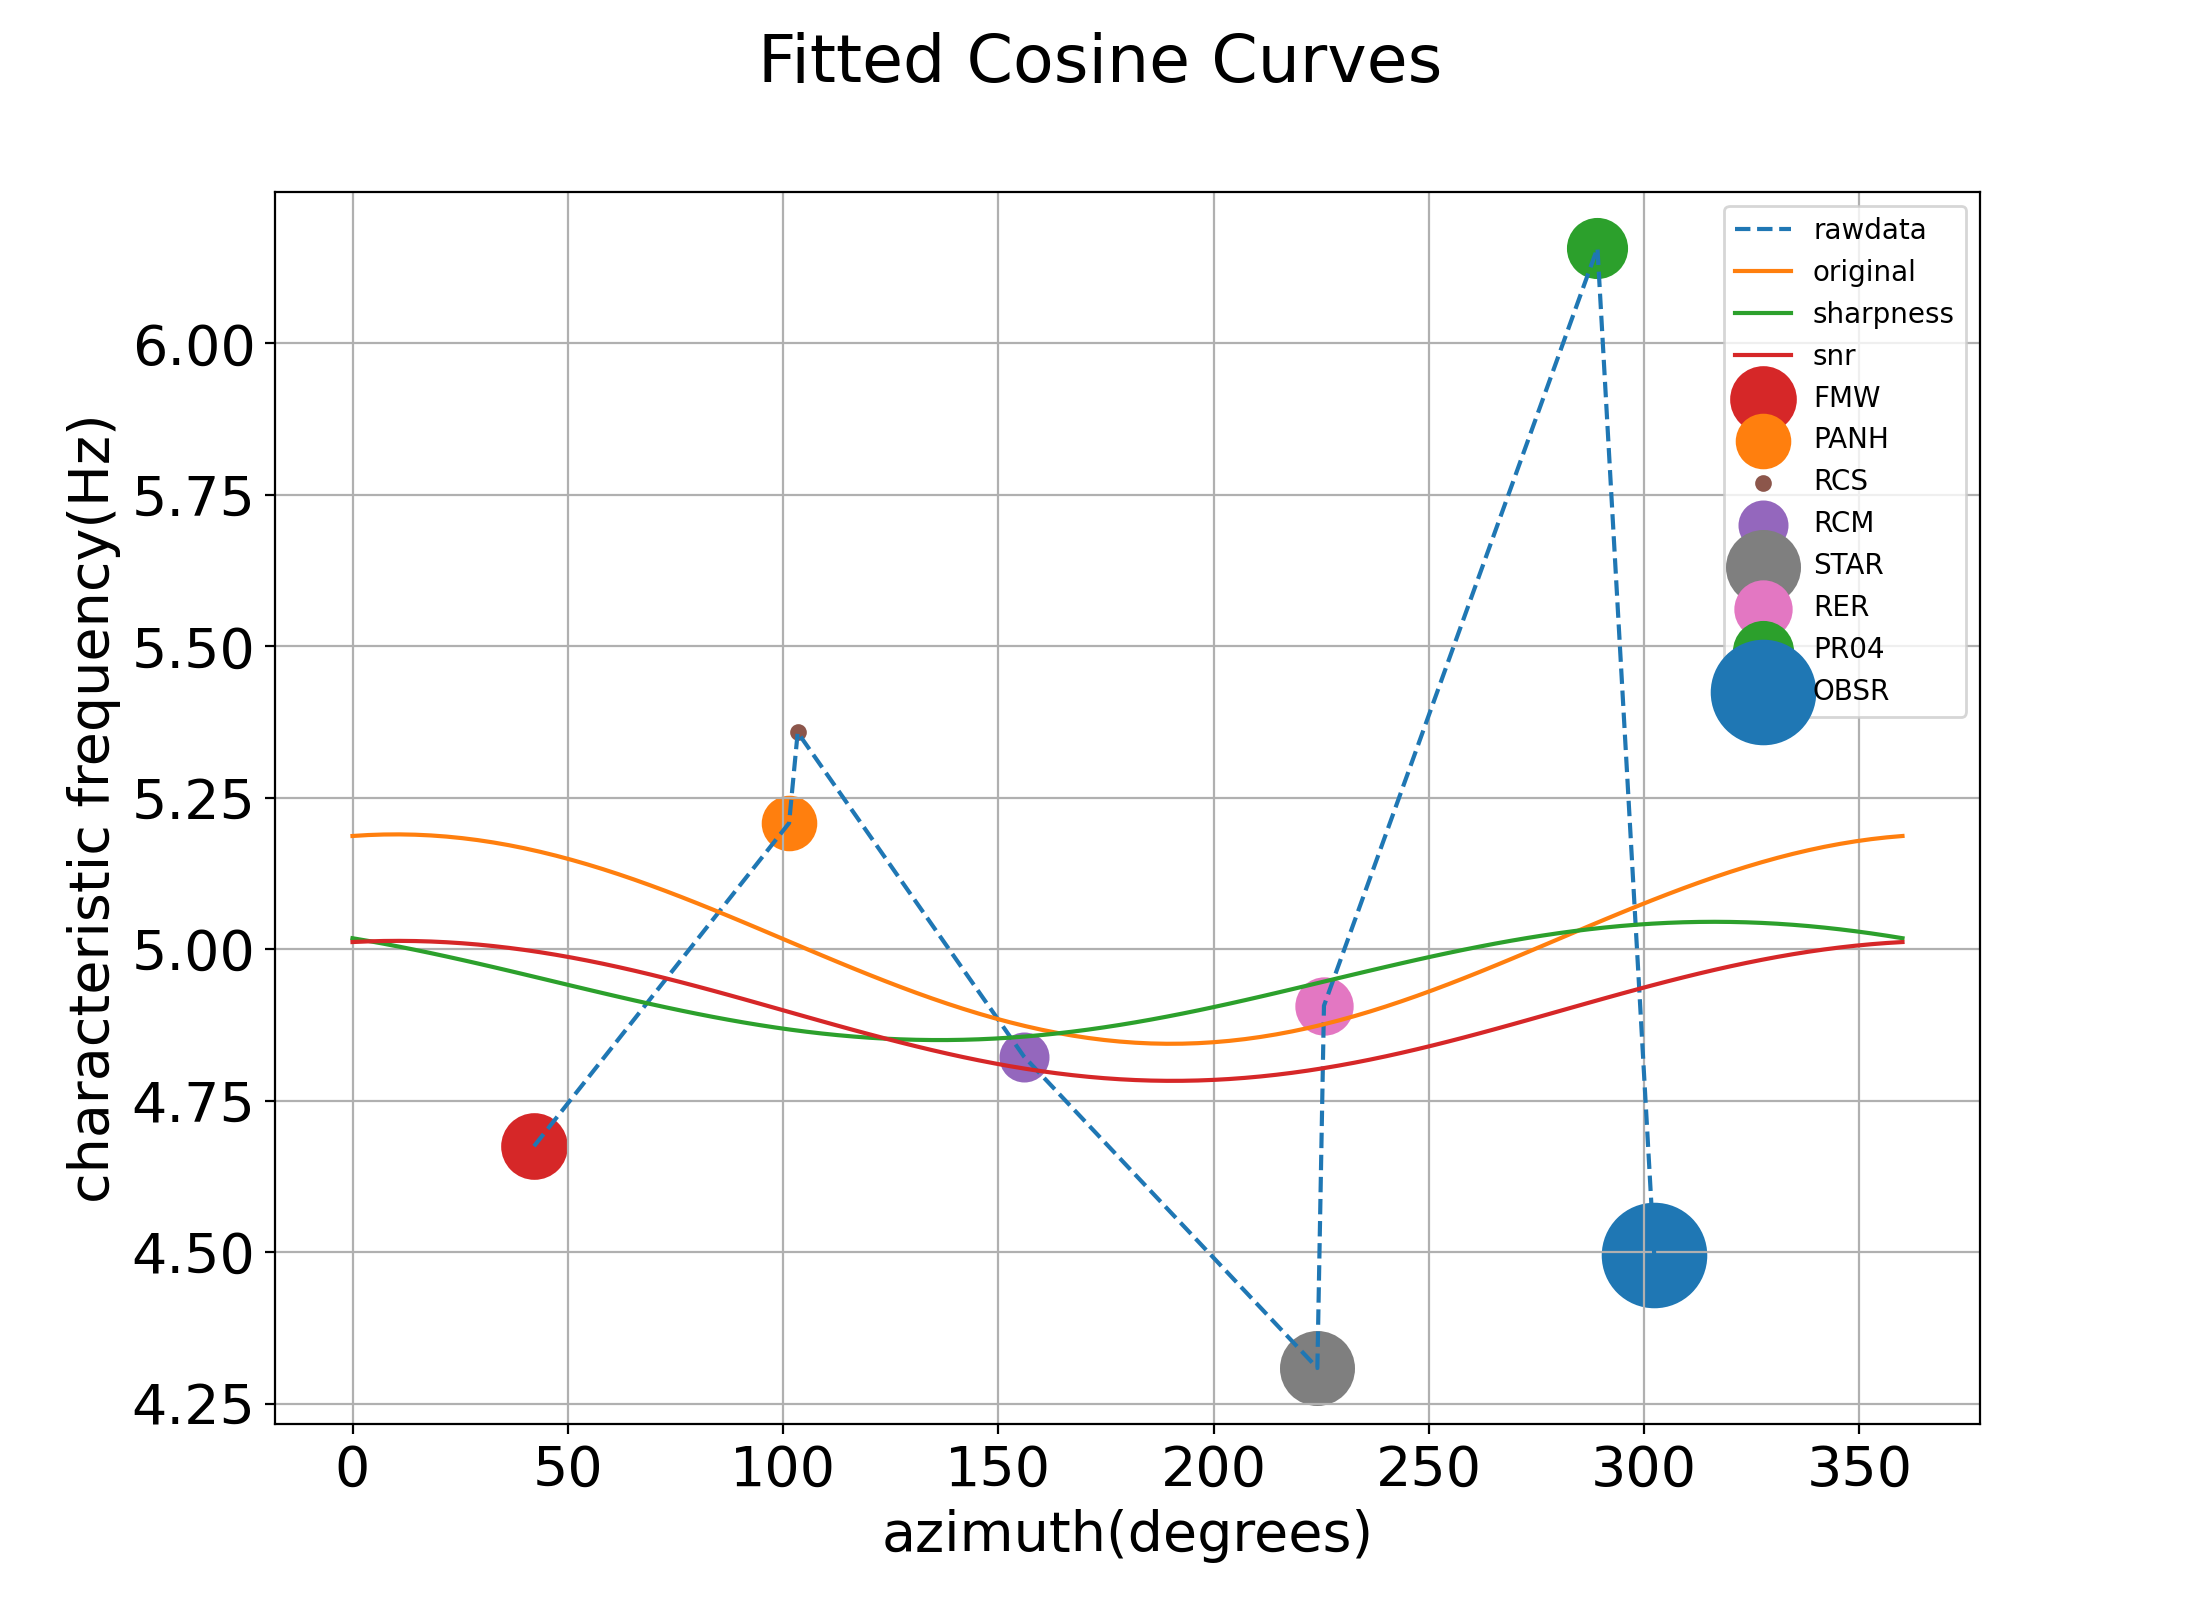 Fitted Cosine Curves
characteristic frequency(Hz)
6.00
5.75
5.50
5.25
5.00
4.75
4.50
4.25
rawdata
original
sharpness
snr
FMW
PANH
RCS
RCM
STAR
RER
PR04
OBSR
0 50 100 150 200 250 300 350
azimuth(degrees)